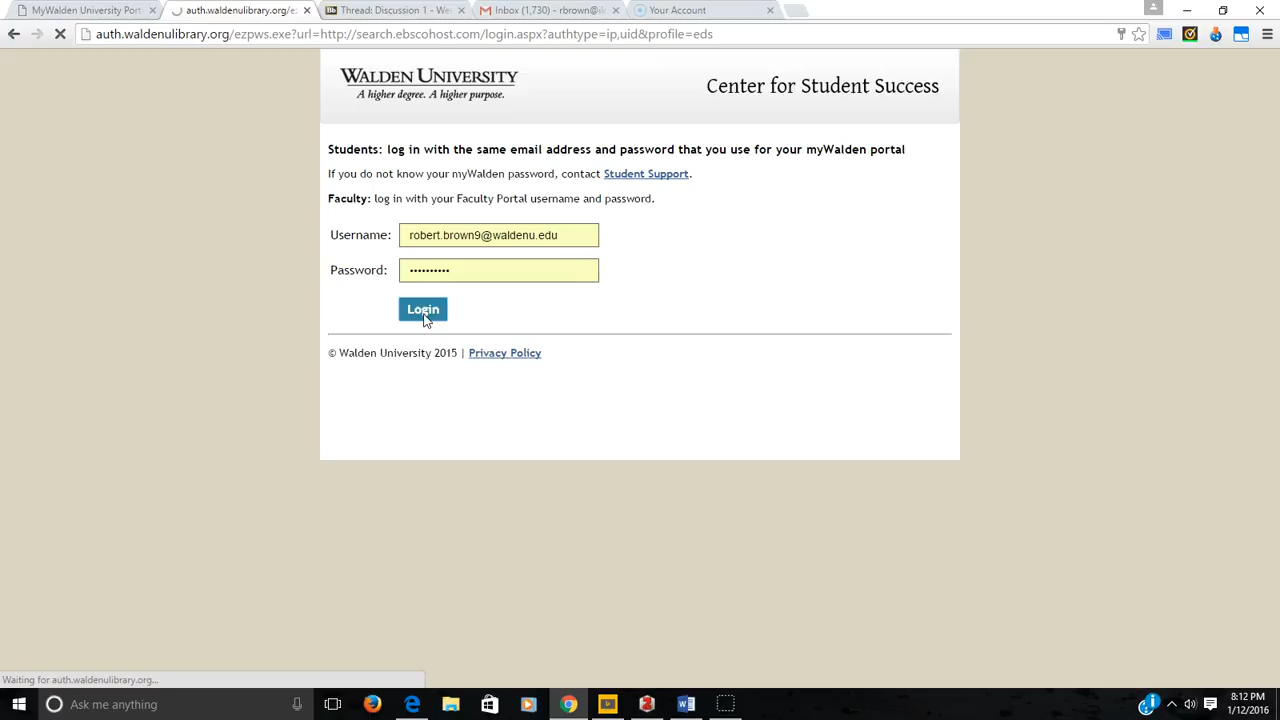 MyWalden University Port
auth.waldenulibrary.org/e
Thread: Discussion 1 - We
Inbox (1,730) - rbrown@i
Your Account
auth.waldenulibrary.org/ezpws.exe?url=http://search.ebscohost.com/login.aspx?authtype=ip,uid&profile=eds
WALDEN UNIVERSITY
A higher degree. A higher purpose.
Center for Student Success
Students: log in with the same email address and password that you use for your myWalden portal
If you do not know your myWalden password, contact Student Support.
Faculty: log in with your Faculty Portal username and password.
Username: robert.brown9@waldenu.edu
Password: ••••••••••
Login
© Walden University 2015 | Privacy Policy
Waiting for auth.waldenulibrary.org...
Ask me anything
8:12 PM
1/12/2016